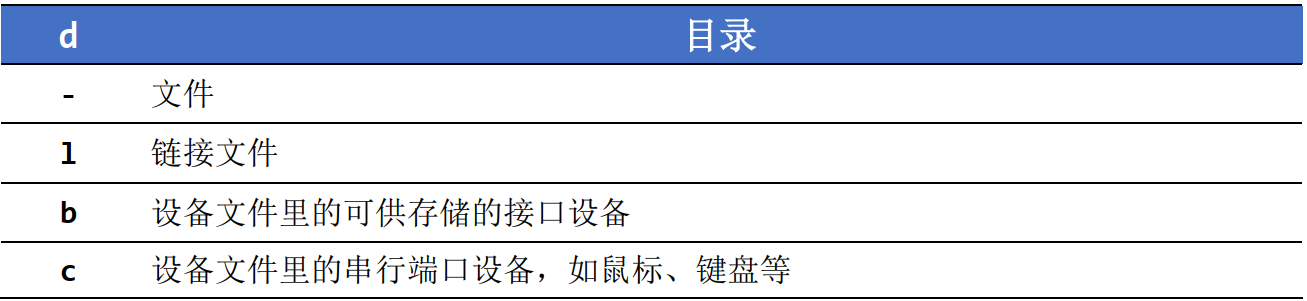 d 目录
- 文件
l 链接文件
b 设备文件里的可供存储的接口设备
c 设备文件里的串行端口设备，如鼠标、键盘等